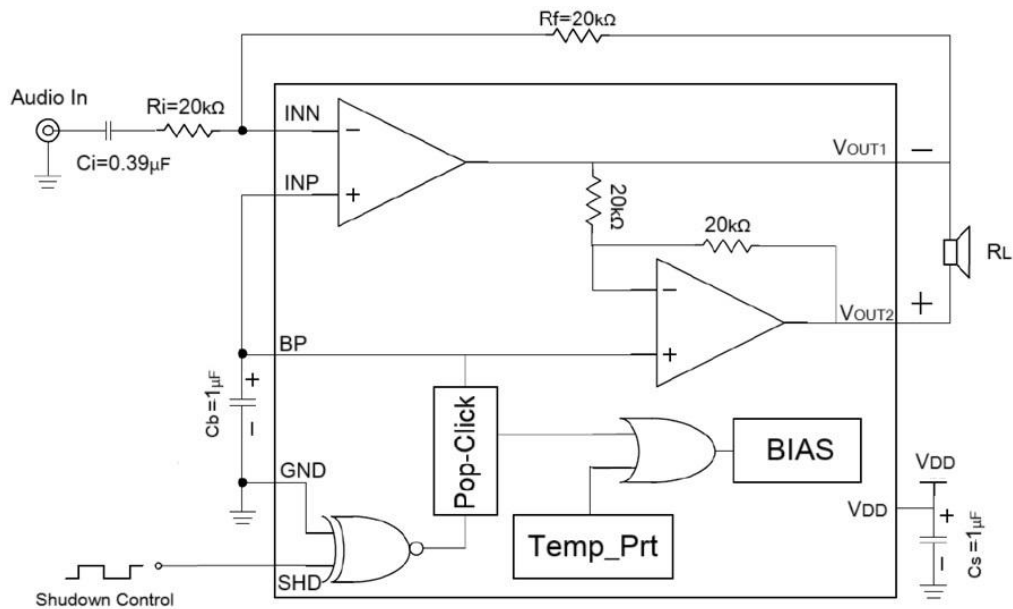 Rf=20kΩ
Audio In
Ri=20kΩ
Ci=0.39μF
INN
INP
−
+
VOUT1
−
20kΩ
20kΩ
RL
−
+
VOUT2
+
BP
+
Cb=1μF
−
Pop-Click
BIAS
GND
VDD
VDD
+
Cs=1μF
−
Temp_Prt
SHD
Shudown Control